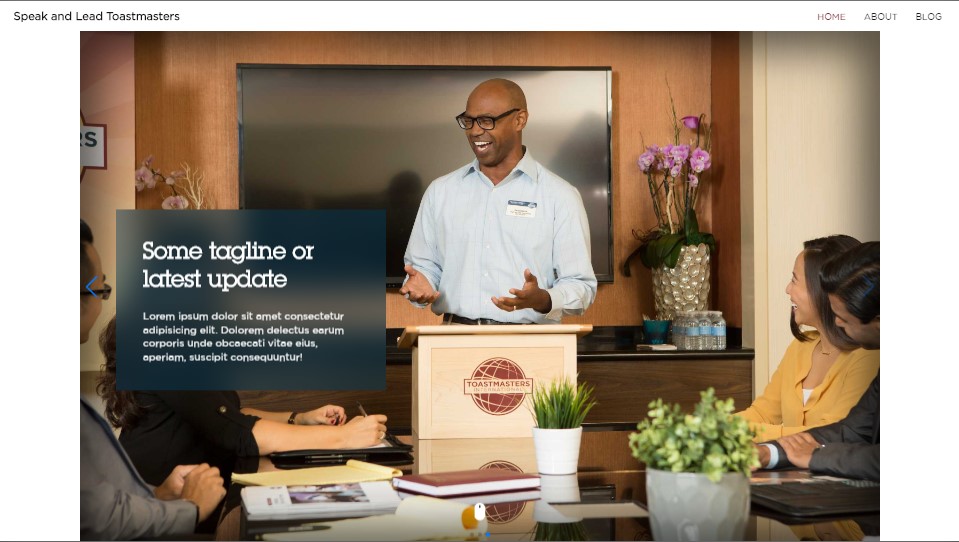 Speak and Lead Toastmasters
HOME ABOUT BLOG
RS
Some tagline or
latest update
Lorem ipsum dolor sit amet consectetur
adipisicing elit. Dolorem delectus earum
corporis unde obcaecati vitae eius,
aperiam, suscipit consequuntur!
TOASTMASTERS
INTERNATIONAL